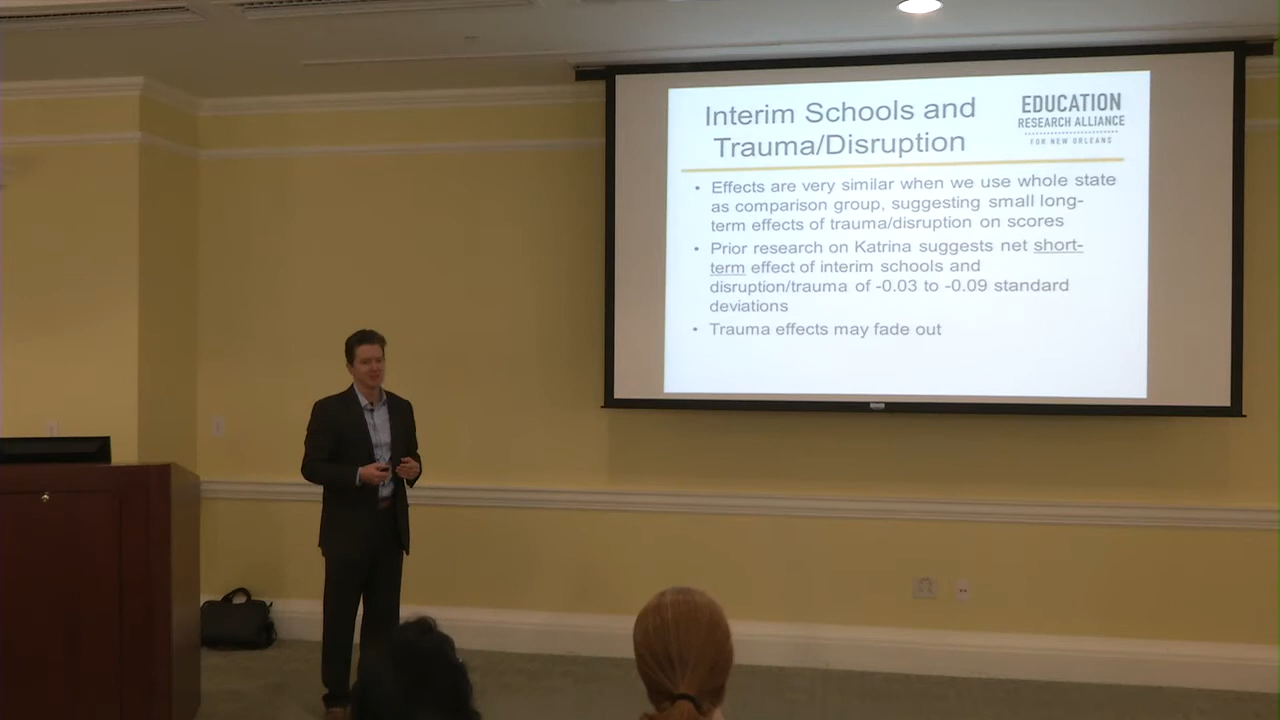 Interim Schools and
Trauma/Disruption
EDUCATION
RESEARCH ALLIANCE
FOR NEW ORLEANS
• Effects are very similar when we use whole state
as comparison group, suggesting small long-
term effects of trauma/disruption on scores
• Prior research on Katrina suggests net short-
term effect of interim schools and
disruption/trauma of -0.03 to -0.09 standard
deviations
• Trauma effects may fade out